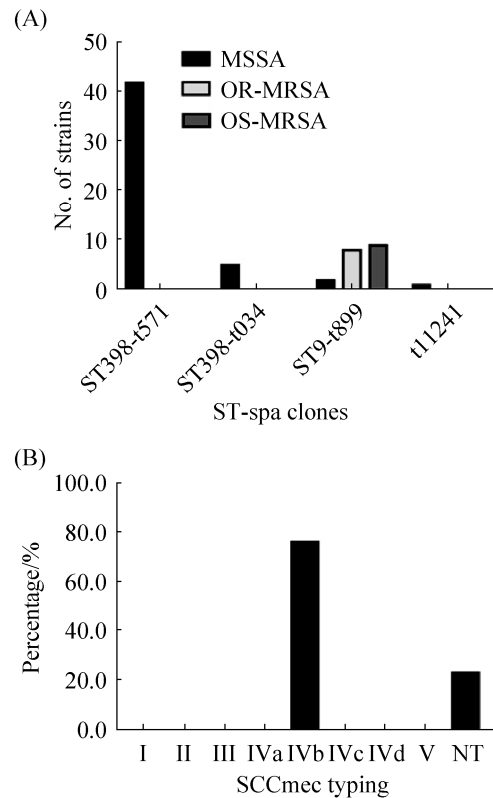 (A)
50
40
30
20
10
0
No. of strains
MSSA
OR-MRSA
OS-MRSA
ST398-t571
ST398-t034
ST9-t899
t11241
ST-spa clones
(B)
100.0
80.0
60.0
40.0
20.0
0.0
Percentage/%
I II III IVa IVb IVc IVd V NT
SCCmec typing